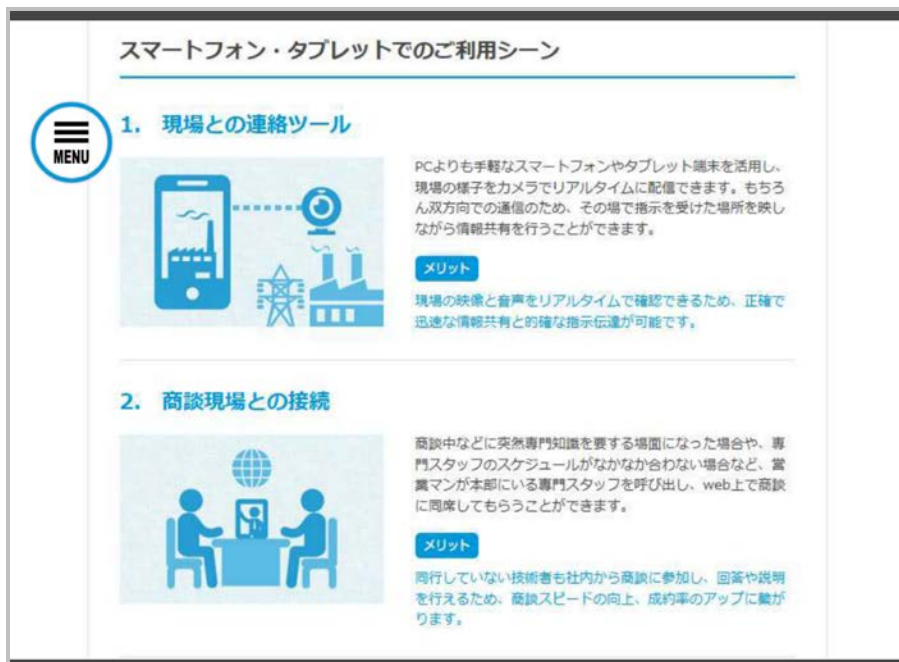 スマートフォン・タブレットでのご利用シーン
MENU
1. 現場との連絡ツール
PCよりも手軽なスマートフォンやタブレット端末を活用し、
現場の様子をカメラでリアルタイムに配信できます。もちろ
ん双方向での通信のため、その場で指示を受けた場所を映し
ながら情報共有を行うことができます。
メリット
現場の映像と音声をリアルタイムで確認できるため、正確で
迅速な情報共有と的確な指示伝達が可能です。
2. 商談現場との接続
商談中などに突然専門知識を要する場面になった場合や、専
門スタッフのスケジュールがなかなか合わない場合など、営
業マンが本部にいる専門スタッフを呼び出し、web上で商談
に同席してもらうことができます。
メリット
同行していない技術者も社内から商談に参加し、回答や説明
を行えるため、商談スピードの向上、成約率のアップに繋が
ります。